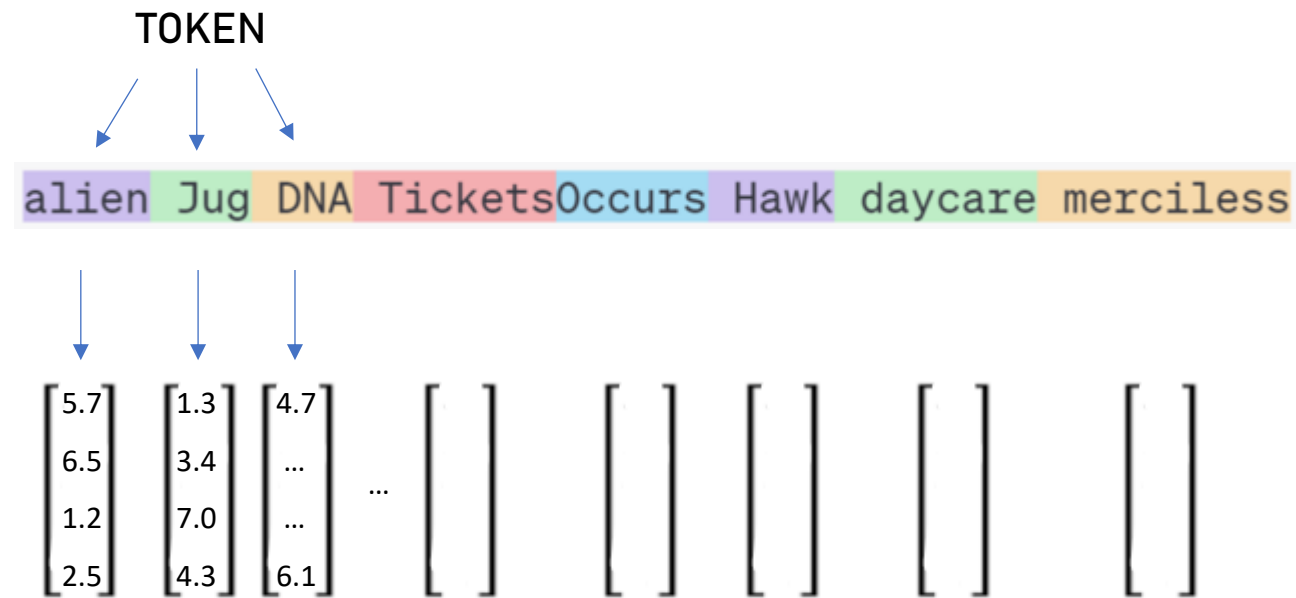 TOKEN
alien Jug DNA TicketsOccurs Hawk daycare merciless
5.7 1.3 4.7
6.5 3.4 ...
...
1.2 7.0 ...
2.5 4.3 6.1